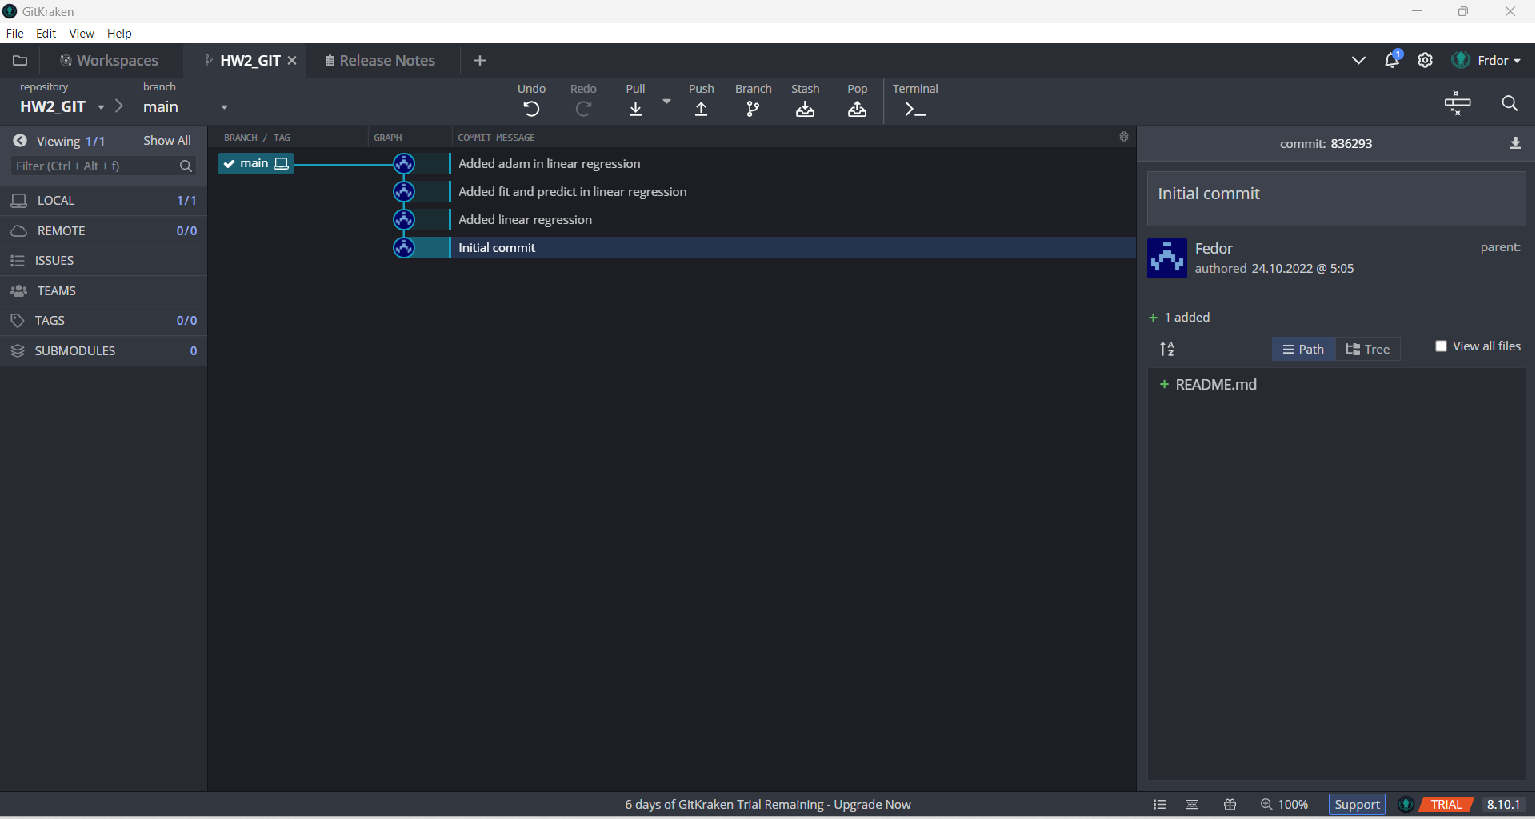 GitKraken
File Edit View Help
Workspaces HW2_GIT Release Notes 1 Frdor
repository branch
HW2_GIT main
Undo Redo Pull Push Branch Stash Pop Terminal
Viewing 1/1 Show All
Filter (Ctrl + Alt + f)
LOCAL 1/1
REMOTE 0/0
ISSUES
TEAMS
TAGS 0/0
SUBMODULES 0
BRANCH / TAG GRAPH COMMIT MESSAGE
main Added adam in linear regression
Added fit and predict in linear regression
Added linear regression
Initial commit
commit: 836293
Initial commit
Fedor parent:
authored 24.10.2022 @ 5:05
+ 1 added
A Z Path Tree View all files
+ README.md
6 days of GitKraken Trial Remaining - Upgrade Now 100% Support TRIAL 8.10.1